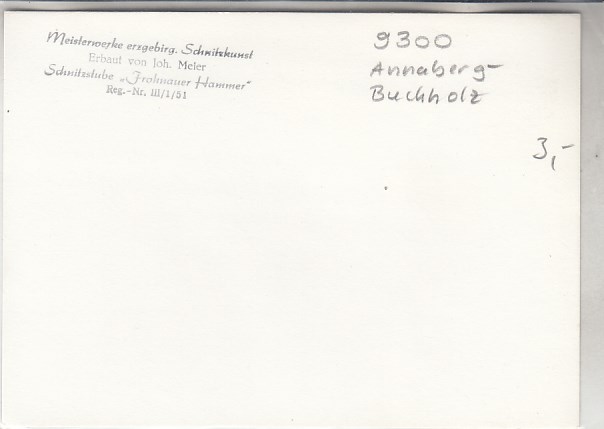 Meisterwerke erzgebirg. Schnitzkunst
Erbaut von Joh. Meier
Schnitzstube „Frohnauer Hammer"
Reg.-Nr. III/1/51
9300
Annaberg-
Buchholz
3,-